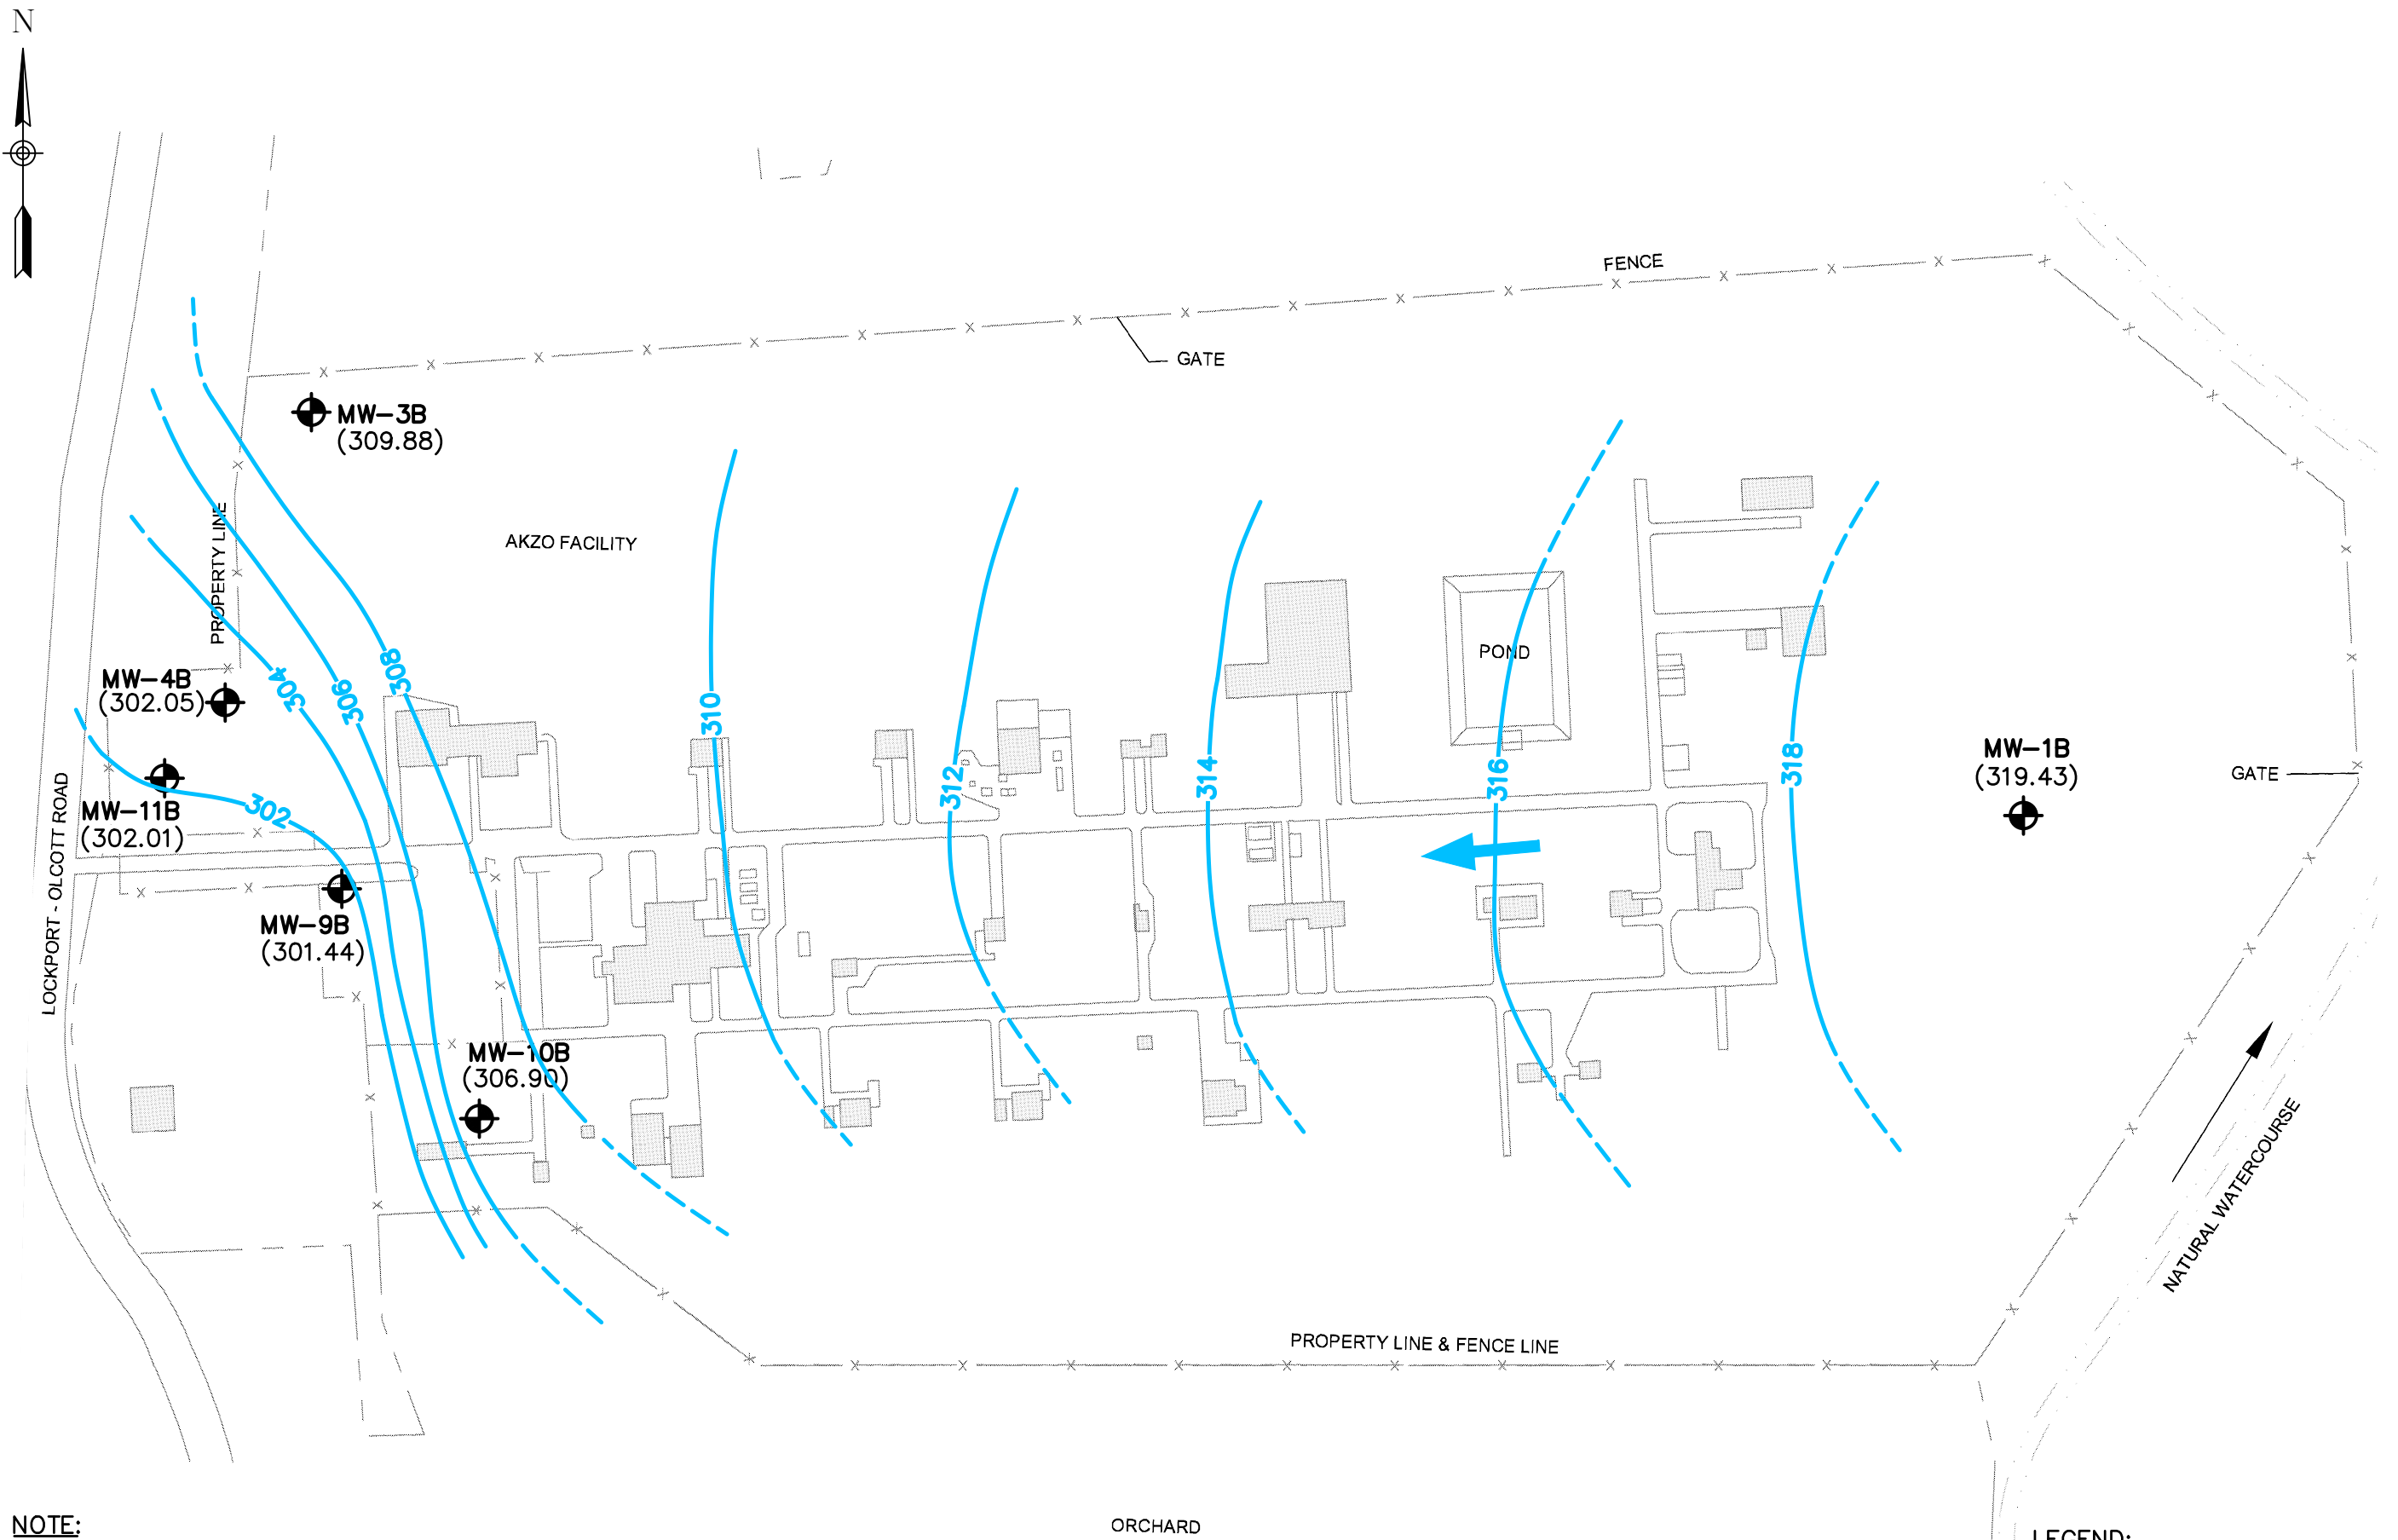 N
FENCE
GATE
MW-3B
(309.88)
PROPERTY LINE
AKZO FACILITY
308
304
306
310
312
314
316
318
POND
MW-4B
(302.05)
MW-11B
(302.01)
302
MW-1B
(319.43)
GATE
LOCKPORT - OLCOTT ROAD
MW-9B
(301.44)
MW-10B
(306.90)
NATURAL WATERCOURSE
PROPERTY LINE & FENCE LINE
NOTE:
ORCHARD
LEGEND: